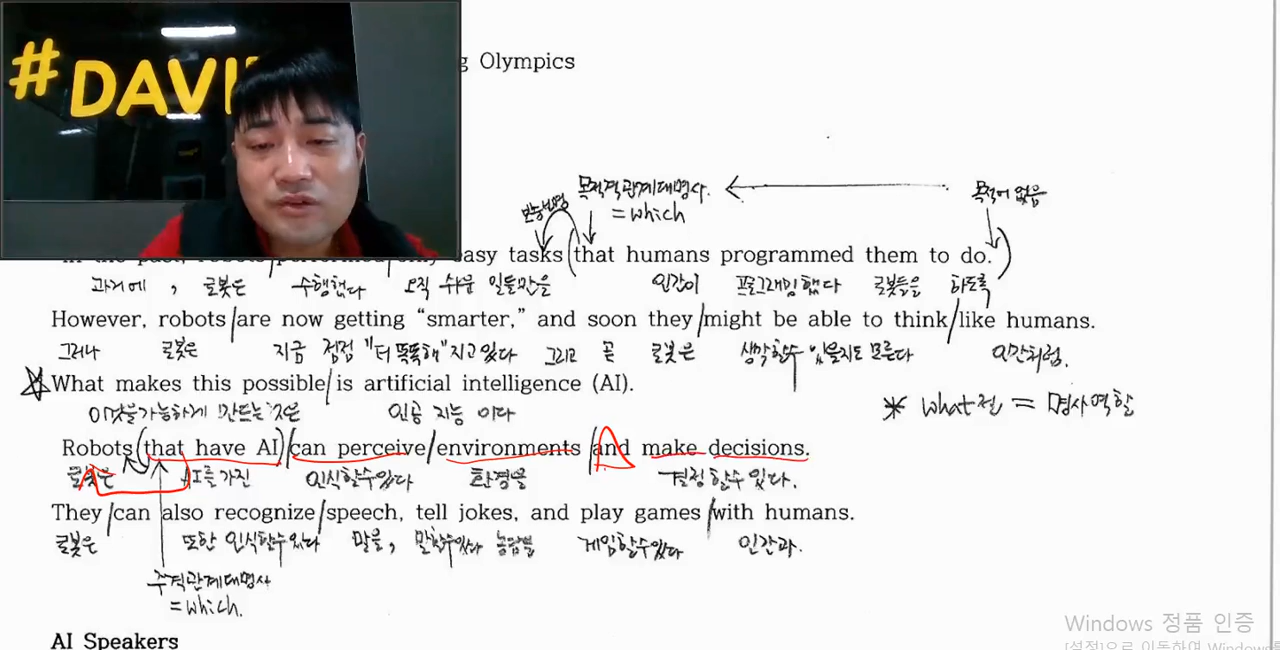 #DAVI
g Olympics
목적격관계대명사. 목적어 없음
= which
easy tasks (that humans programmed them to do.)
과거에 , 로봇은 수행했다 오직 쉬운 일들만을 인간이 프로그래밍했다 로봇들을 하도록
However, robots / are now getting “smarter,” and soon they / might be able to think / like humans.
그러나 로봇은 지금 점점 "더 똑똑해"지고있다 그리고 곧 로봇은 생각할수 있을지도 모른다 인간처럼.
What makes this possible / is artificial intelligence (AI).
이것을가능하게 만드는것은 인공 지능 이다
* What절 = 명사역할
Robots (that have AI) / can perceive / environments / and make decisions.
로봇은 AI를가진 인식할수있다 환경을 결정할수 있다.
They / can also recognize / speech, tell jokes, and play games / with humans.
로봇은 또한 인식할수있다 말을, 말할수있다 농담을 게임할수있다 인간과.
주격관계대명사
= which.
AI Speakers
Windows 정품 인증